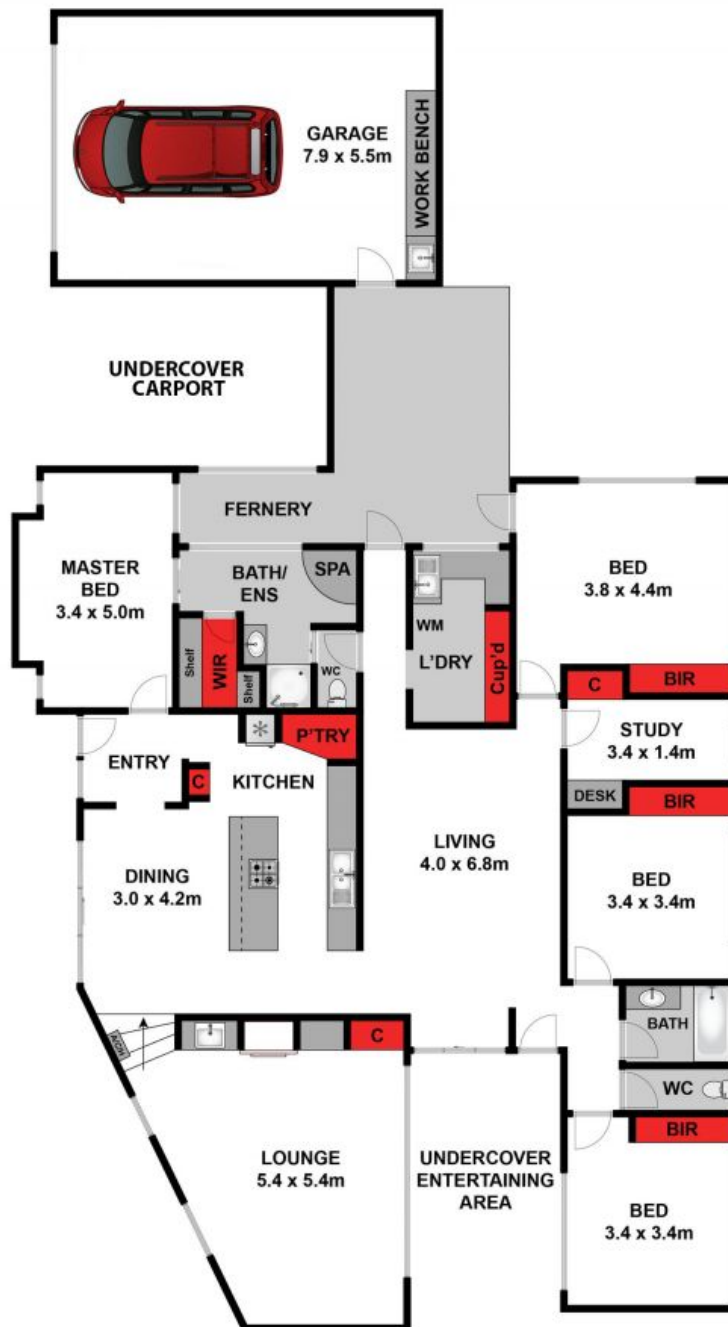 GARAGE
7.9 x 5.5m
WORK BENCH
UNDERCOVER
CARPORT
FERNERY
MASTER
BED
3.4 x 5.0m
BATH/
ENS
SPA
BED
3.8 x 4.4m
WM
L'DRY
Cup'd
Shelf
WIR
Shelf
WC
C
BIR
P'TRY
STUDY
3.4 x 1.4m
ENTRY
C
KITCHEN
DESK
BIR
DINING
3.0 x 4.2m
LIVING
4.0 x 6.8m
BED
3.4 x 3.4m
BATH
C
WC
BIR
LOUNGE
5.4 x 5.4m
UNDERCOVER
ENTERTAINING
AREA
BED
3.4 x 3.4m